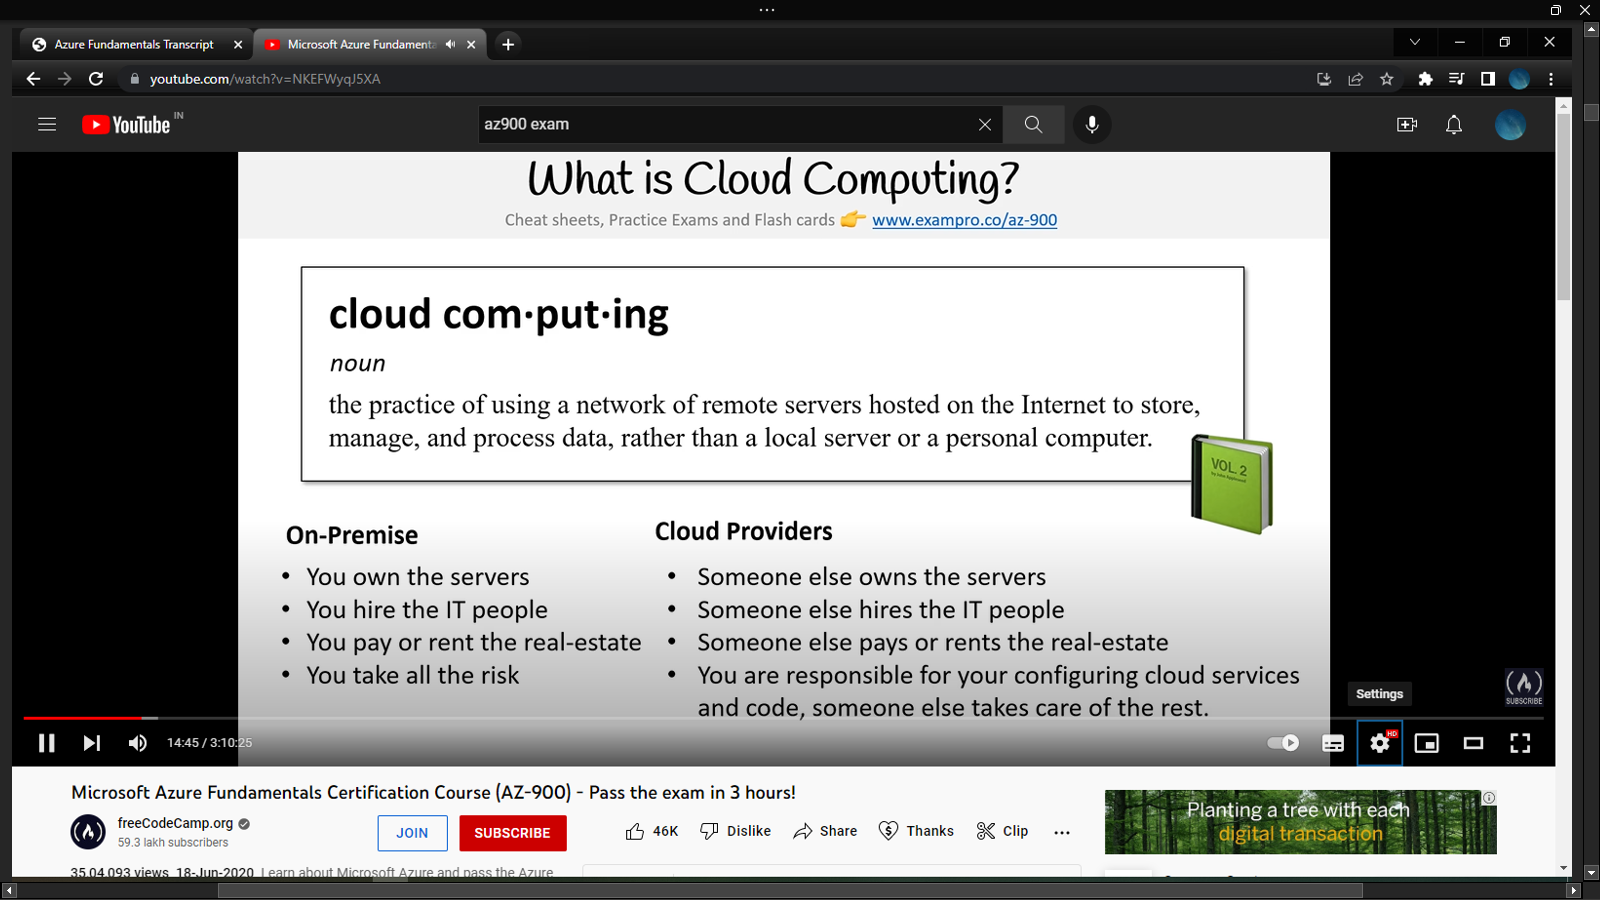 Azure Fundamentals Transcript
Microsoft Azure Fundamenta
youtube.com/watch?v=NKEFWyqJ5XA
YouTube IN
az900 exam
What is Cloud Computing?
Cheat sheets, Practice Exams and Flash cards 👉 www.exampro.co/az-900
cloud com·put·ing
noun
the practice of using a network of remote servers hosted on the Internet to store,
manage, and process data, rather than a local server or a personal computer.
VOL. 2
On-Premise
• You own the servers
• You hire the IT people
• You pay or rent the real-estate
• You take all the risk
Cloud Providers
• Someone else owns the servers
• Someone else hires the IT people
• Someone else pays or rents the real-estate
• You are responsible for your configuring cloud services
and code, someone else takes care of the rest.
Settings
SUBSCRIBE
14:45 / 3:10:25
HD
Microsoft Azure Fundamentals Certification Course (AZ-900) - Pass the exam in 3 hours!
freeCodeCamp.org
59.3 lakh subscribers
JOIN
SUBSCRIBE
46K
Dislike
Share
Thanks
Clip
35,04,093 views 18-Jun-2020 Learn about Microsoft Azure and pass the Azure
Planting a tree with each
digital transaction